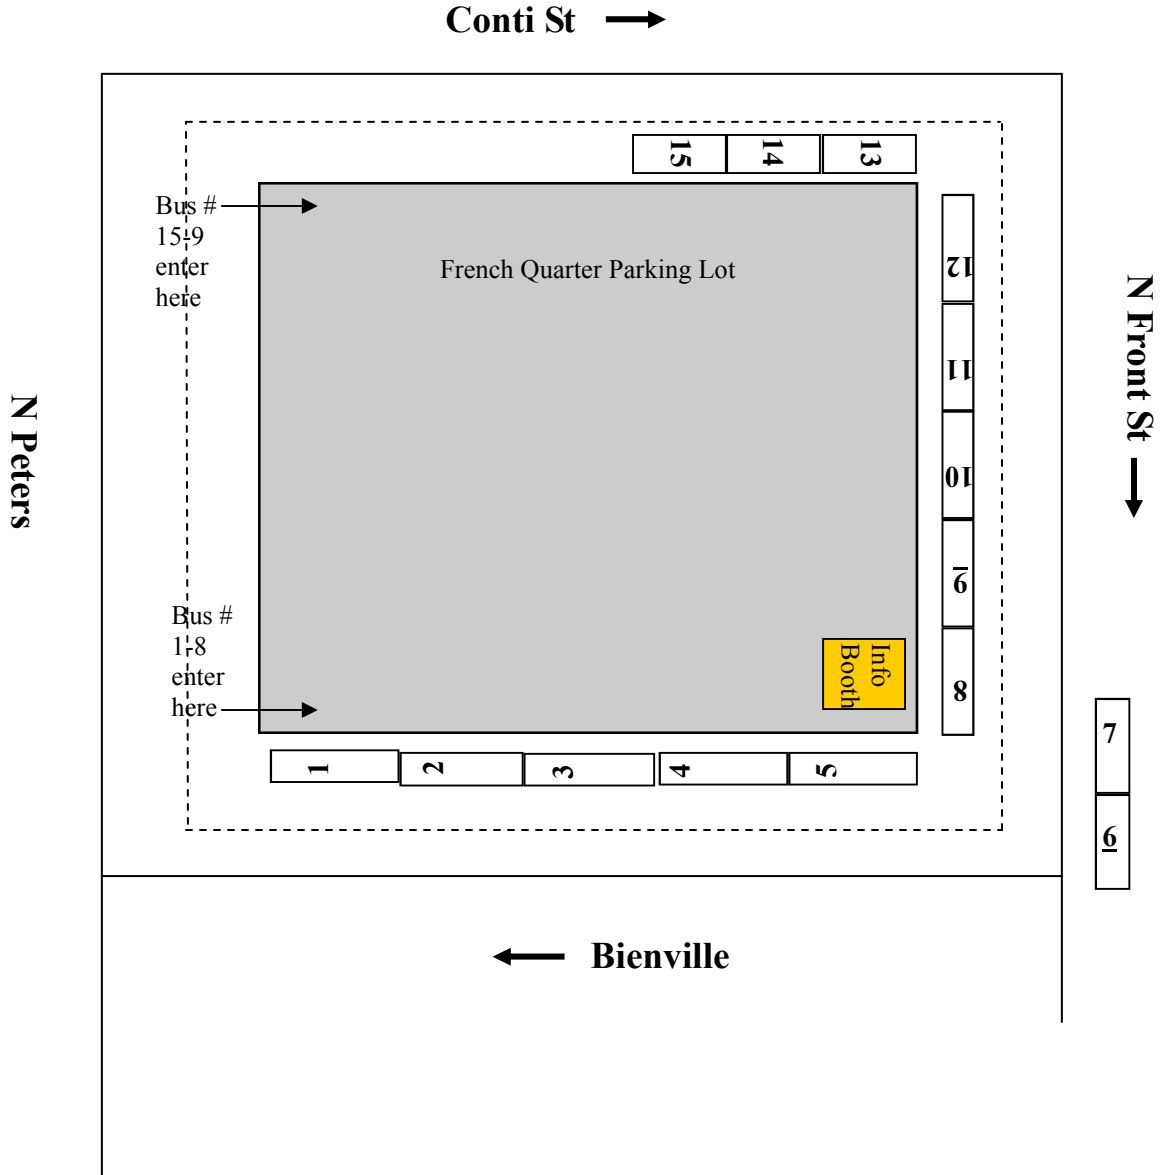 Conti St
15
14
13
Bus #
15-9
enter
here
French Quarter Parking Lot
12
11
10
9
8
N Front St
N Peters
Bus #
1-8
enter
here
Info
Booth
7
6
1
2
3
4
5
Bienville